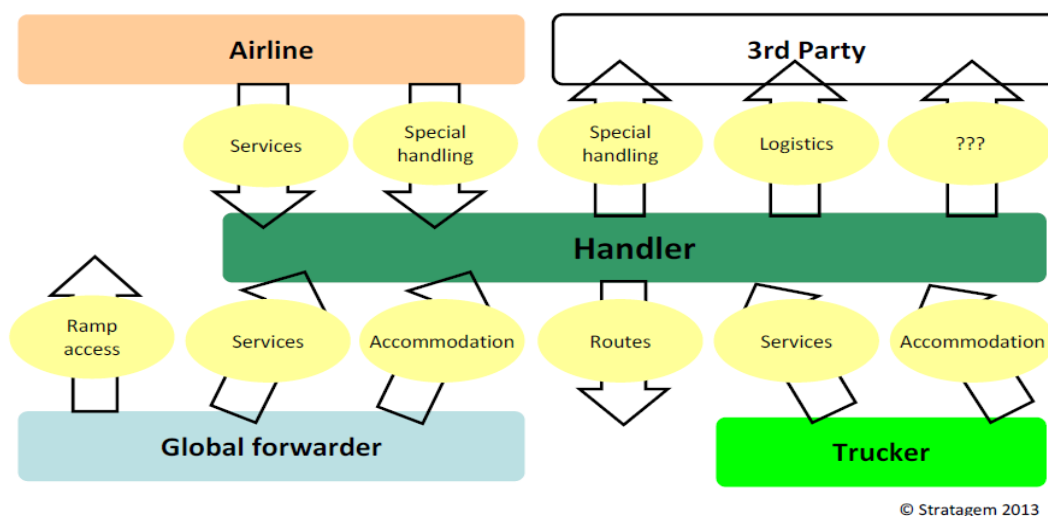 Airline
3rd Party
Services
Special
handling
Special
handling
Logistics
???
Handler
Ramp
access
Services
Accommodation
Routes
Services
Accommodation
Global forwarder
Trucker
© Stratagem 2013